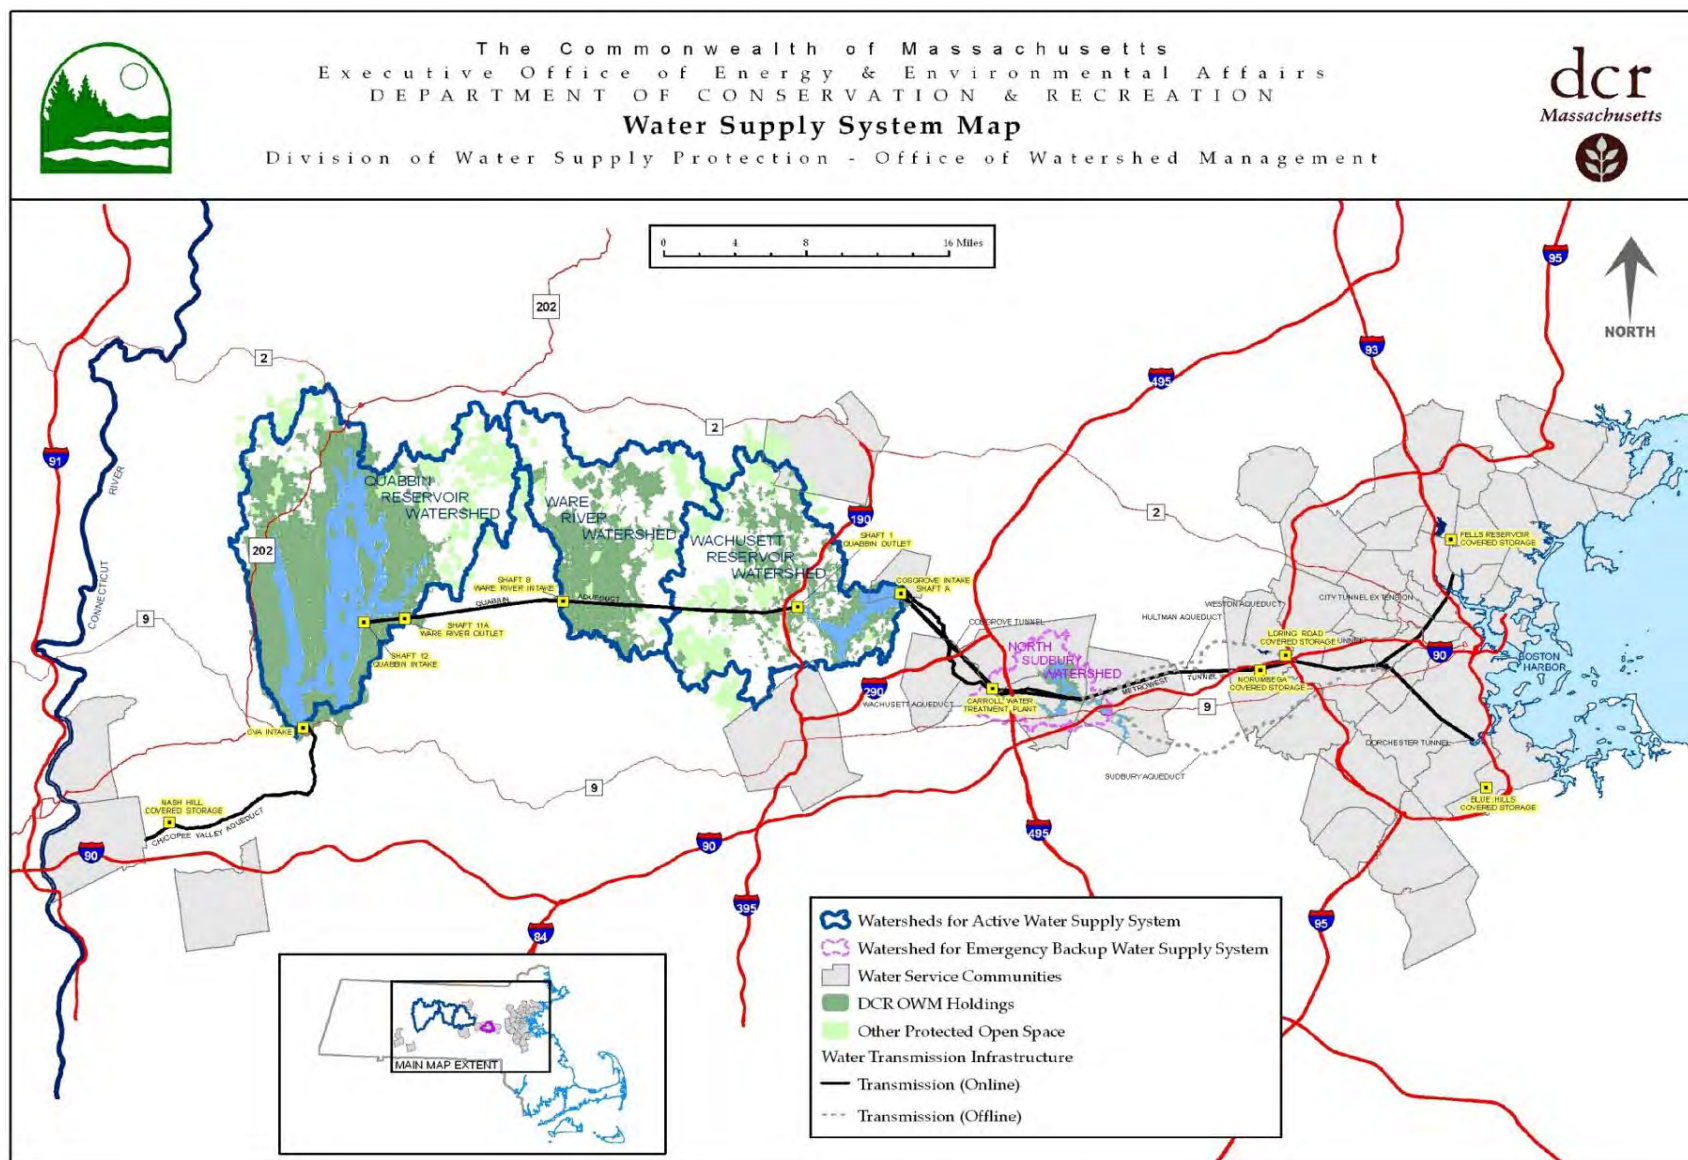 The Commonwealth of Massachusetts
Executive Office of Energy & Environmental Affairs
DEPARTMENT OF CONSERVATION & RECREATION
Water Supply System Map
Division of Water Supply Protection - Office of Watershed Management
dcr
Massachusetts
0 4 8 16 Miles
NORTH
202
2
95
93
495
2
91
RIVER
CONNECTICUT
QUABBIN
RESERVOIR
WATERSHED
WARE
RIVER
WATERSHED
WACHUSETT
RESERVOIR
WATERSHED
190
SHAFT 1
QUABBIN OUTLET
2
FELLS RESERVOIR
COVERED STORAGE
202
SHAFT 8
WARE RIVER INTAKE
QUABBIN
AQUEDUCT
COSGROVE INTAKE
SHAFT A
SHAFT 11A
WARE RIVER OUTLET
SHAFT 12
QUABBIN INTAKE
9
COSGROVE TUNNEL
HULTMAN AQUEDUCT
WESTON AQUEDUCT
CITY TUNNEL EXTENSION
LORING ROAD
COVERED STORAGE
90
BOSTON
HARBOR
NORTH
SUDBURY
WATERSHED
METROWEST
TUNNEL
NORUMBEGA
COVERED STORAGE
290
WACHUSETT AQUEDUCT
CARROLL WATER
TREATMENT PLANT
9
CVA INTAKE
DORCHESTER TUNNEL
SUDBURY AQUEDUCT
9
NASH HILL
COVERED STORAGE
CHICOPEE VALLEY AQUEDUCT
BLUE HILLS
COVERED STORAGE
90
90
495
395
84
95
Watersheds for Active Water Supply System
Watershed for Emergency Backup Water Supply System
Water Service Communities
DCR OWM Holdings
Other Protected Open Space
Water Transmission Infrastructure
Transmission (Online)
Transmission (Offline)
MAIN MAP EXTENT